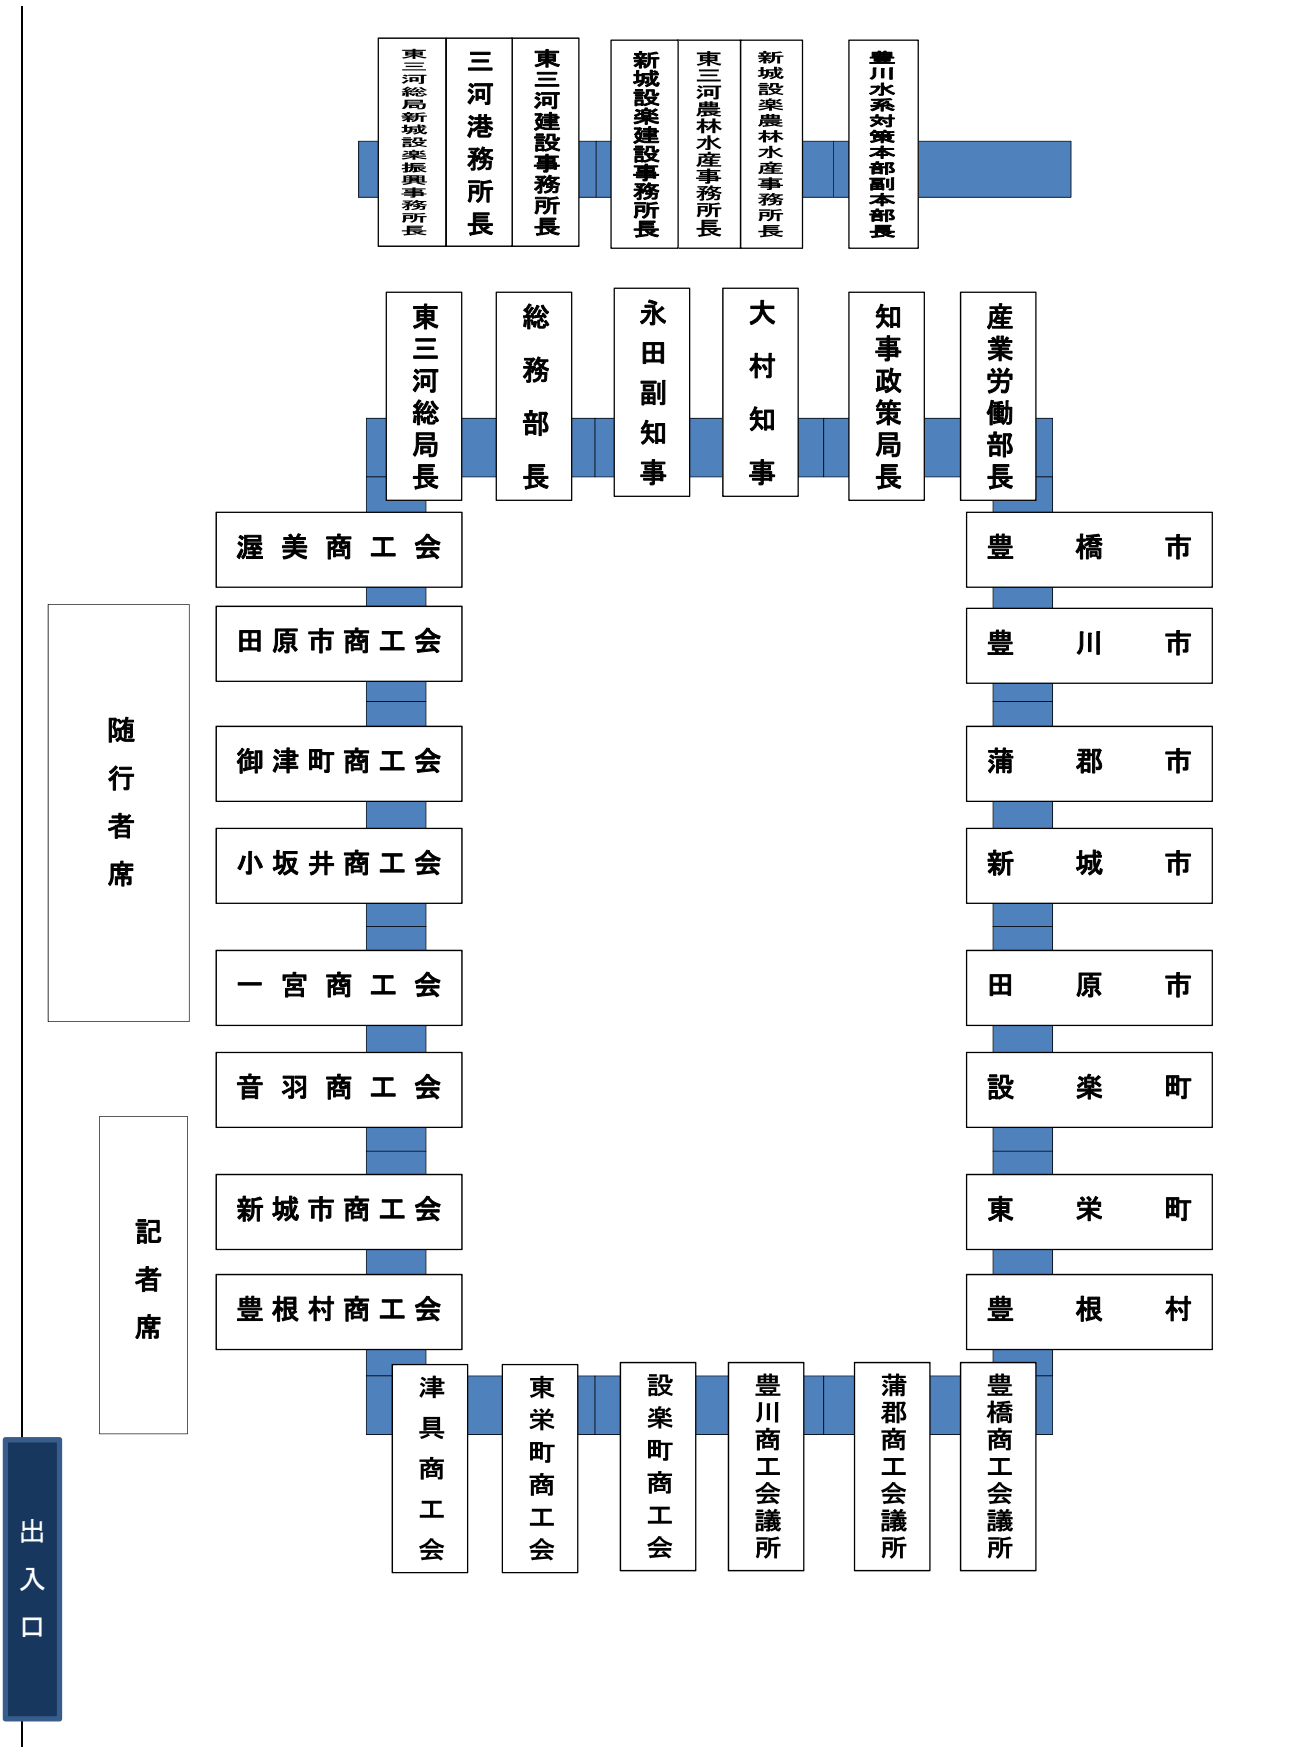 東三河総局新城設楽振興事務所長
三河港務所長
東三河建設事務所長
新城設楽建設事務所長
東三河農林水産事務所長
新城設楽農林水産事務所長
豊川水系対策本部副本部長
東三河総局長
総務部長
永田副知事
大村知事
知事政策局長
産業労働部長
渥美商工会
田原市商工会
御津町商工会
小坂井商工会
一宮商工会
音羽商工会
新城市商工会
豊根村商工会
豊橋市
豊川市
蒲郡市
新城市
田原市
設楽町
東栄町
豊根村
随行者席
記者席
津具商工会
東栄町商工会
設楽町商工会
豊川商工会議所
蒲郡商工会議所
豊橋商工会議所
出入口